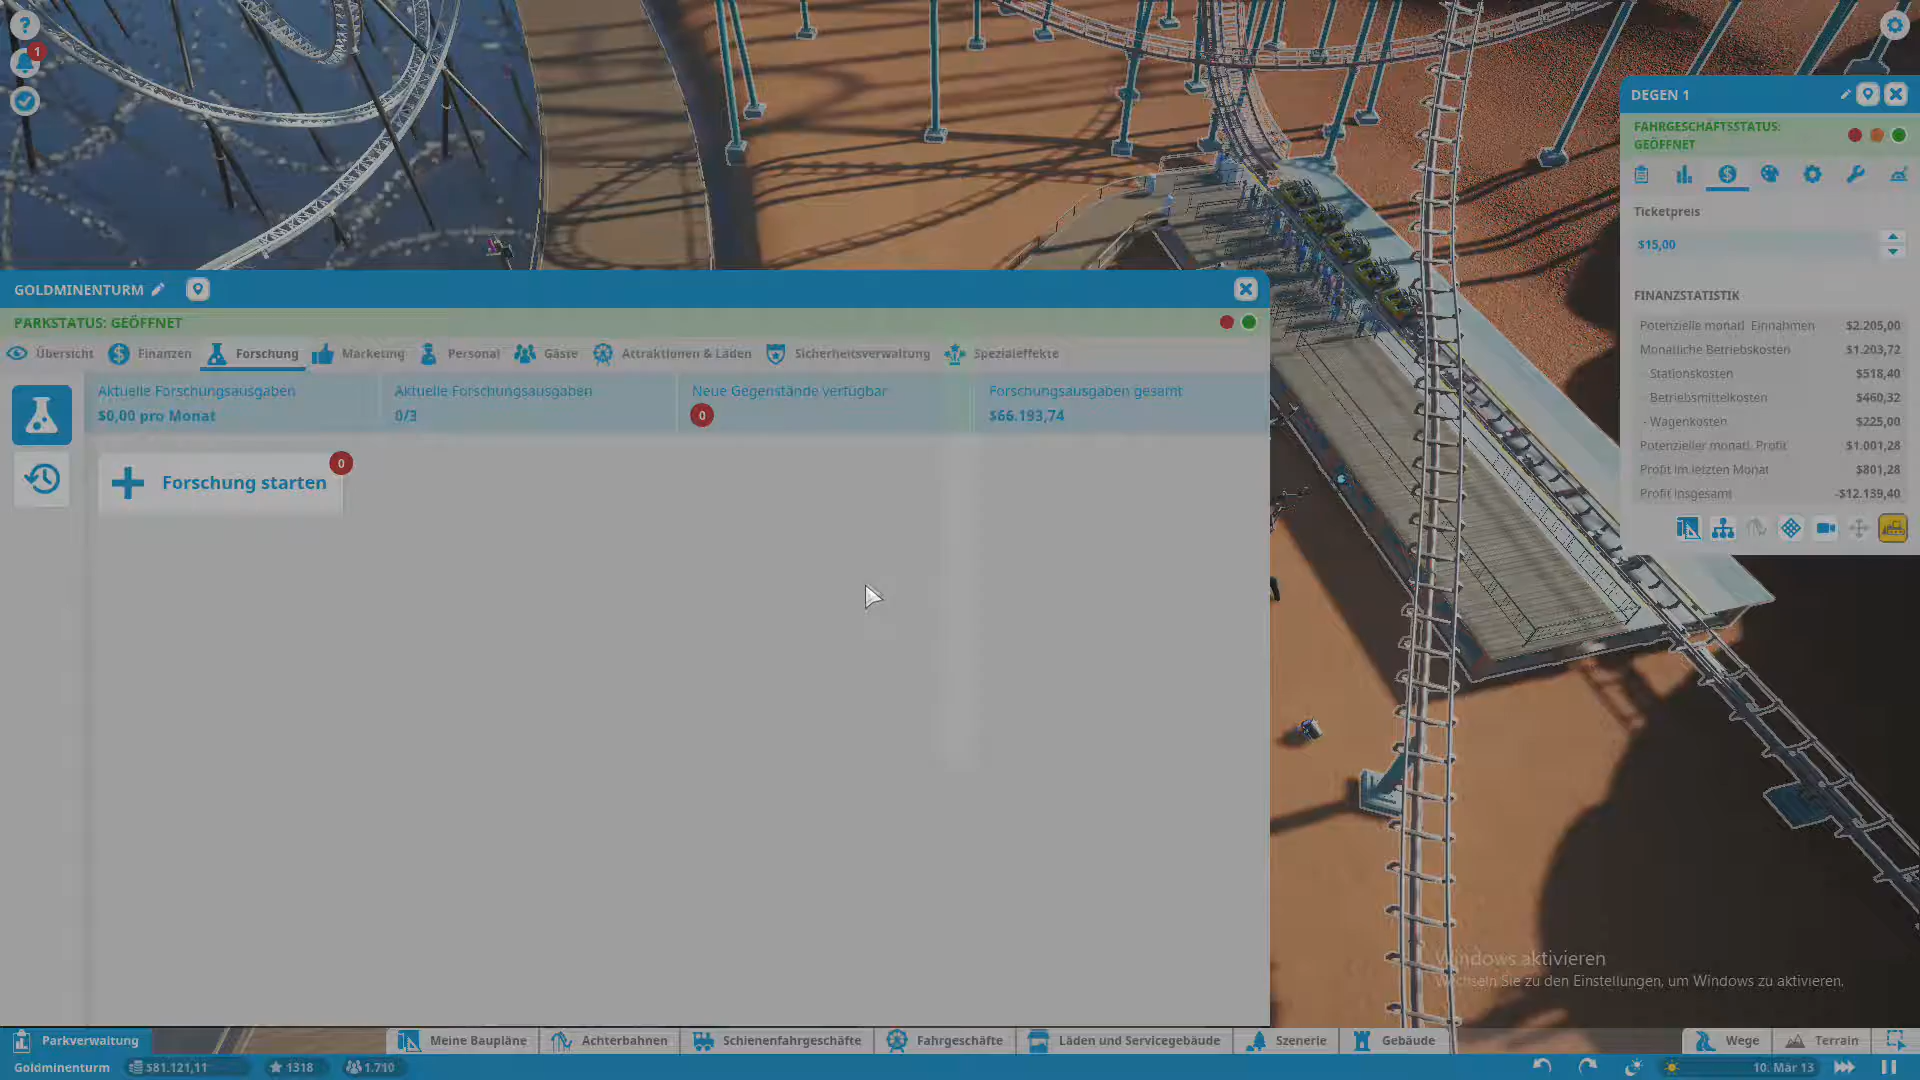 ?
1
DEGEN 1
FAHRGESCHÄFTSSTATUS:
GEÖFFNET
Ticketpreis
$15,00
FINANZSTATISTIK
Potenzielle monatl. Einnahmen $2.205,00
Monatliche Betriebskosten $1.203,72
- Stationskosten $518,40
- Betriebsmittelkosten $460,32
- Wagenkosten $225,00
Potenzieller monatl. Profit $1.001,28
Profit im letzten Monat $801,28
Profit insgesamt -$12.139,40
GOLDMINENTURM
PARKSTATUS: GEÖFFNET
Übersicht Finanzen Forschung Marketing Personal Gäste Attraktionen & Läden Sicherheitsverwaltung Spezialeffekte
Aktuelle Forschungsausgaben Aktuelle Forschungsausgaben Neue Gegenstände verfügbar Forschungsausgaben gesamt
$0,00 pro Monat 0/3 0 $66.193,74
Forschung starten 0
Windows aktivieren
Wechseln Sie zu den Einstellungen, um Windows zu aktivieren.
Parkverwaltung Meine Baupläne Achterbahnen Schienenfahrgeschäfte Fahrgeschäfte Läden und Servicegebäude Szenerie Gebäude Wege Terrain
Goldminenturm $81.121,11 1318 1.710 10. Mär 13